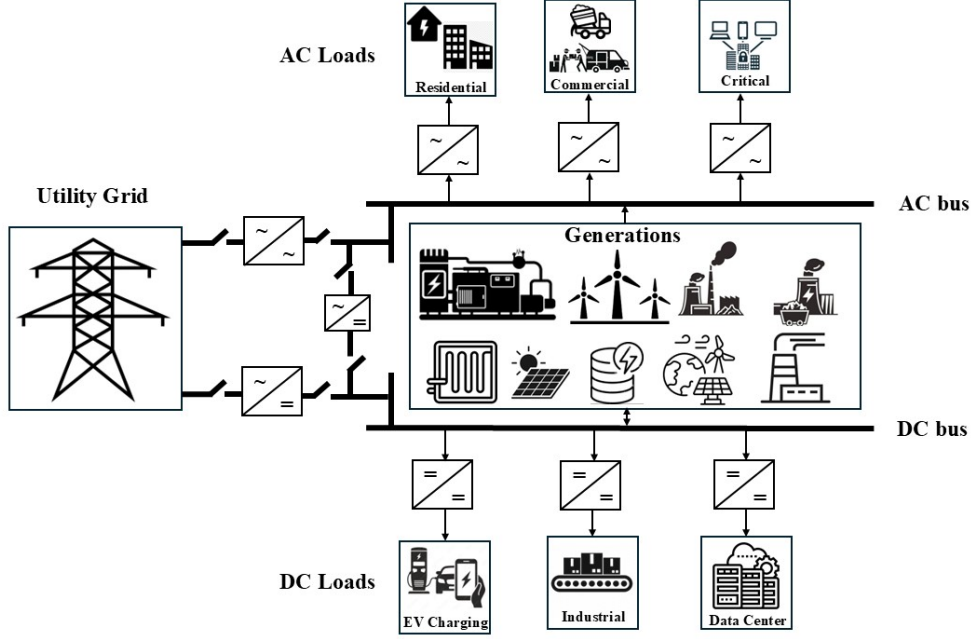 AC Loads
Residential
Commercial
Critical
~
~
~
~
~
~
Utility Grid
AC bus
~
~
Generations
~
=
~
=
DC bus
=
=
=
=
=
=
DC Loads
EV Charging
Industrial
Data Center